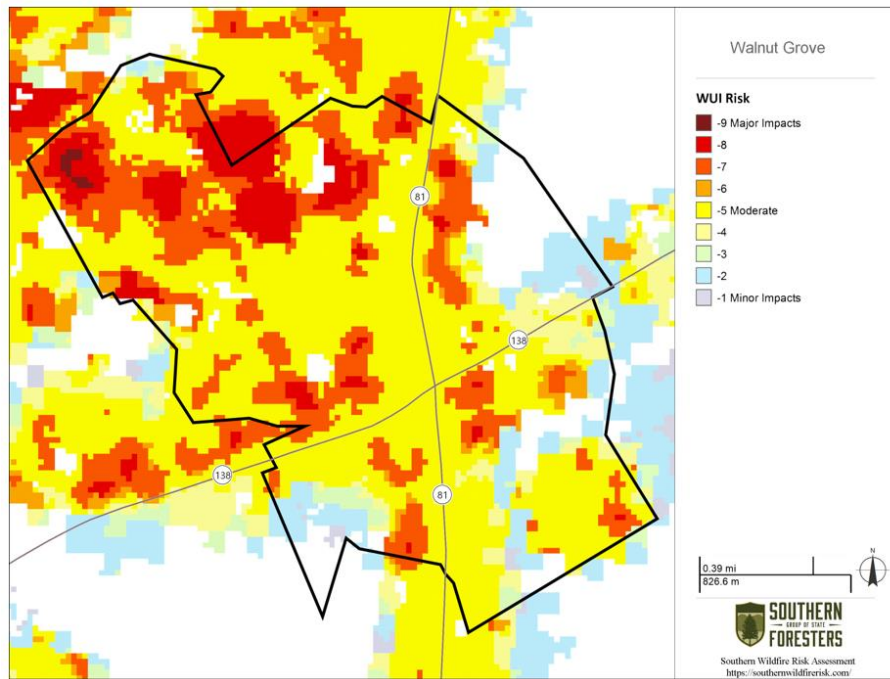 Walnut Grove
WUI Risk
-9 Major Impacts
-8
-7
-6
-5 Moderate
-4
-3
-2
-1 Minor Impacts
81
138
138
81
N
0.39 mi
826.6 m
SOUTHERN
GROUP OF STATE
FORESTERS
Southern Wildfire Risk Assessment
https://southernwildfirerisk.com/